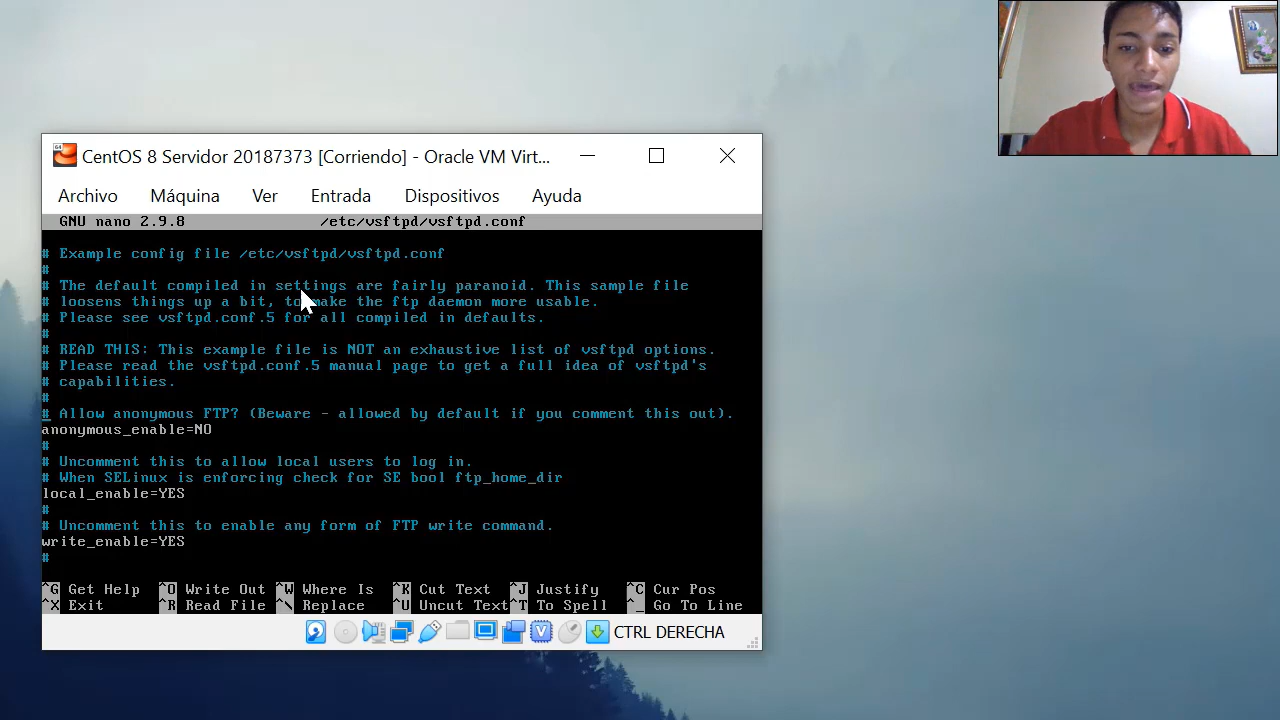 CentOS 8 Servidor 20187373 [Corriendo] - Oracle VM Virt...
Archivo Máquina Ver Entrada Dispositivos Ayuda
GNU nano 2.9.8 /etc/vsftpd/vsftpd.conf
# Example config file /etc/vsftpd/vsftpd.conf
#
# The default compiled in settings are fairly paranoid. This sample file
# loosens things up a bit, to make the ftp daemon more usable.
# Please see vsftpd.conf.5 for all compiled in defaults.
#
# READ THIS: This example file is NOT an exhaustive list of vsftpd options.
# Please read the vsftpd.conf.5 manual page to get a full idea of vsftpd's
# capabilities.
#
# Allow anonymous FTP? (Beware - allowed by default if you comment this out).
anonymous_enable=NO
#
# Uncomment this to allow local users to log in.
# When SELinux is enforcing check for SE bool ftp_home_dir
local_enable=YES
#
# Uncomment this to enable any form of FTP write command.
write_enable=YES
#
^G Get Help ^O Write Out ^W Where Is ^K Cut Text ^J Justify ^C Cur Pos
^X Exit ^R Read File ^\ Replace ^U Uncut Text ^T To Spell ^_ Go To Line
CTRL DERECHA